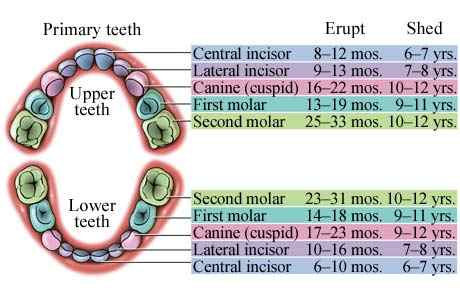 Primary teeth Erupt Shed
Central incisor 8–12 mos. 6–7 yrs.
Lateral incisor 9–13 mos. 7–8 yrs.
Canine (cuspid) 16–22 mos. 10–12 yrs.
First molar 13–19 mos. 9–11 yrs.
Second molar 25–33 mos. 10–12 yrs.
Upper
teeth
Lower
teeth
Second molar 23–31 mos. 10–12 yrs.
First molar 14–18 mos. 9–11 yrs.
Canine (cuspid) 17–23 mos. 9–12 yrs.
Lateral incisor 10–16 mos. 7–8 yrs.
Central incisor 6–10 mos. 6–7 yrs.